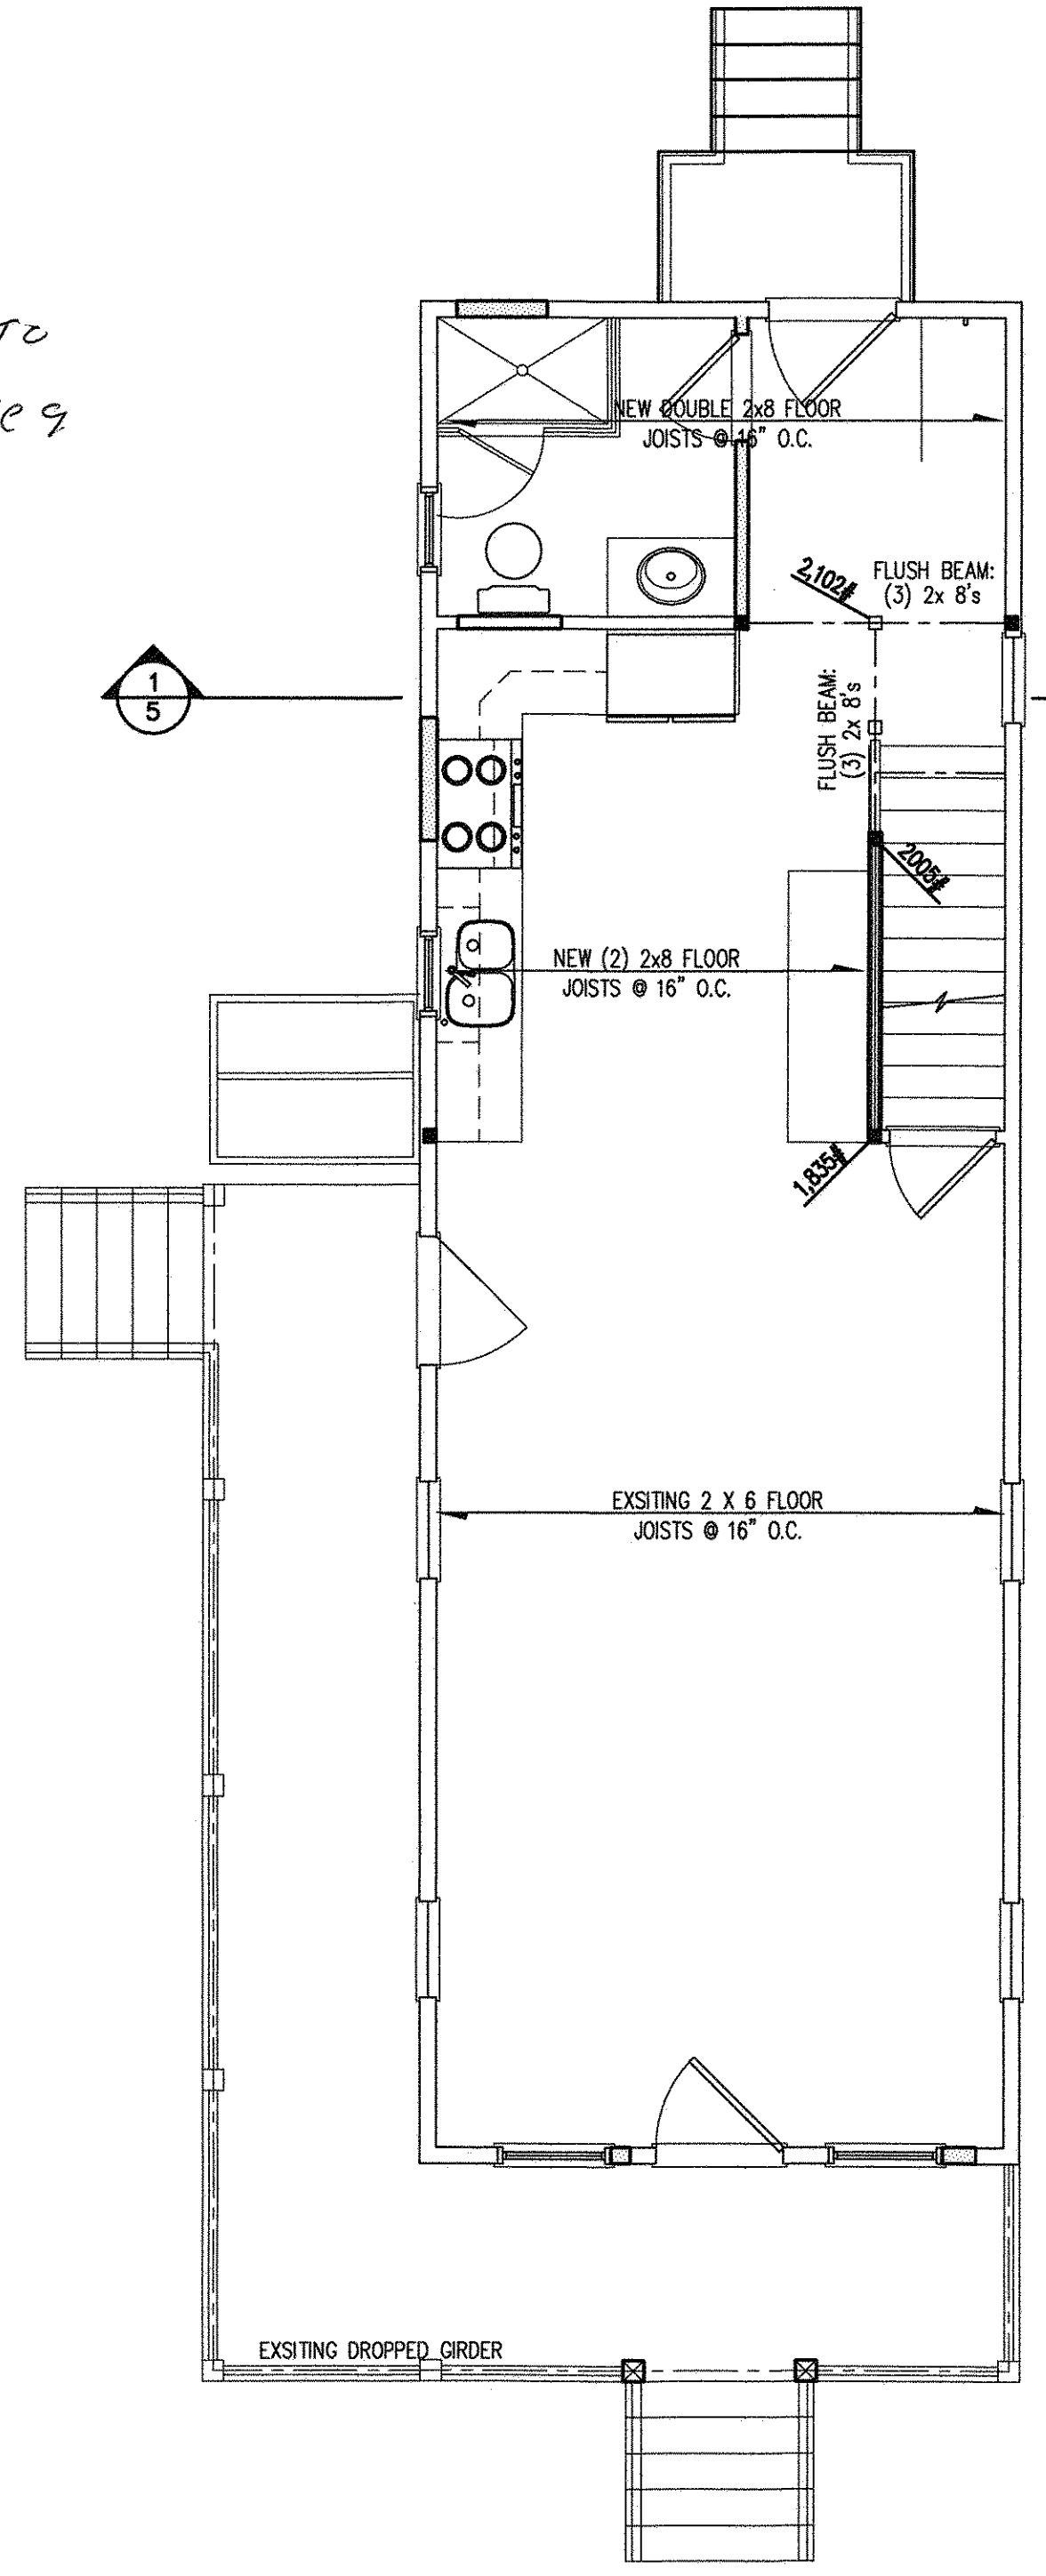 TO
NEW DOUBLE 2x8 FLOOR
JOISTS @ 16" O.C.
2,102#
FLUSH BEAM:
(3) 2x 8's
1
5
FLUSH BEAM:
(3) 2x 8's
2005#
NEW (2) 2x8 FLOOR
JOISTS @ 16" O.C.
1,835#
EXSITING 2 X 6 FLOOR
JOISTS @ 16" O.C.
EXSITING DROPPED GIRDER